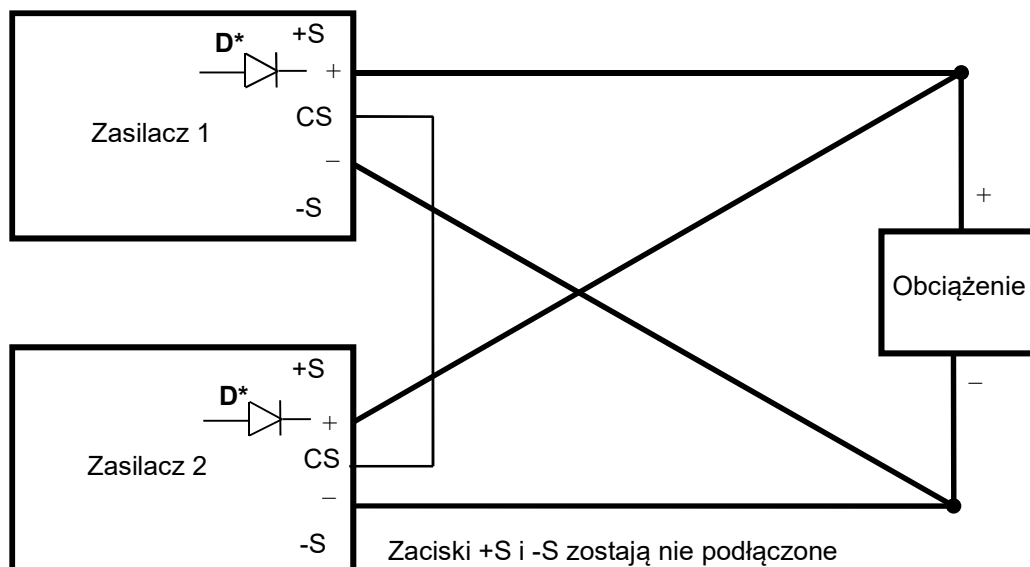 +S
D*
+
CS
Zasilacz 1
–
-S
+
Obciążenie
–
+S
D*
+
CS
Zasilacz 2
–
-S
Zaciski +S i -S zostają nie podłączone